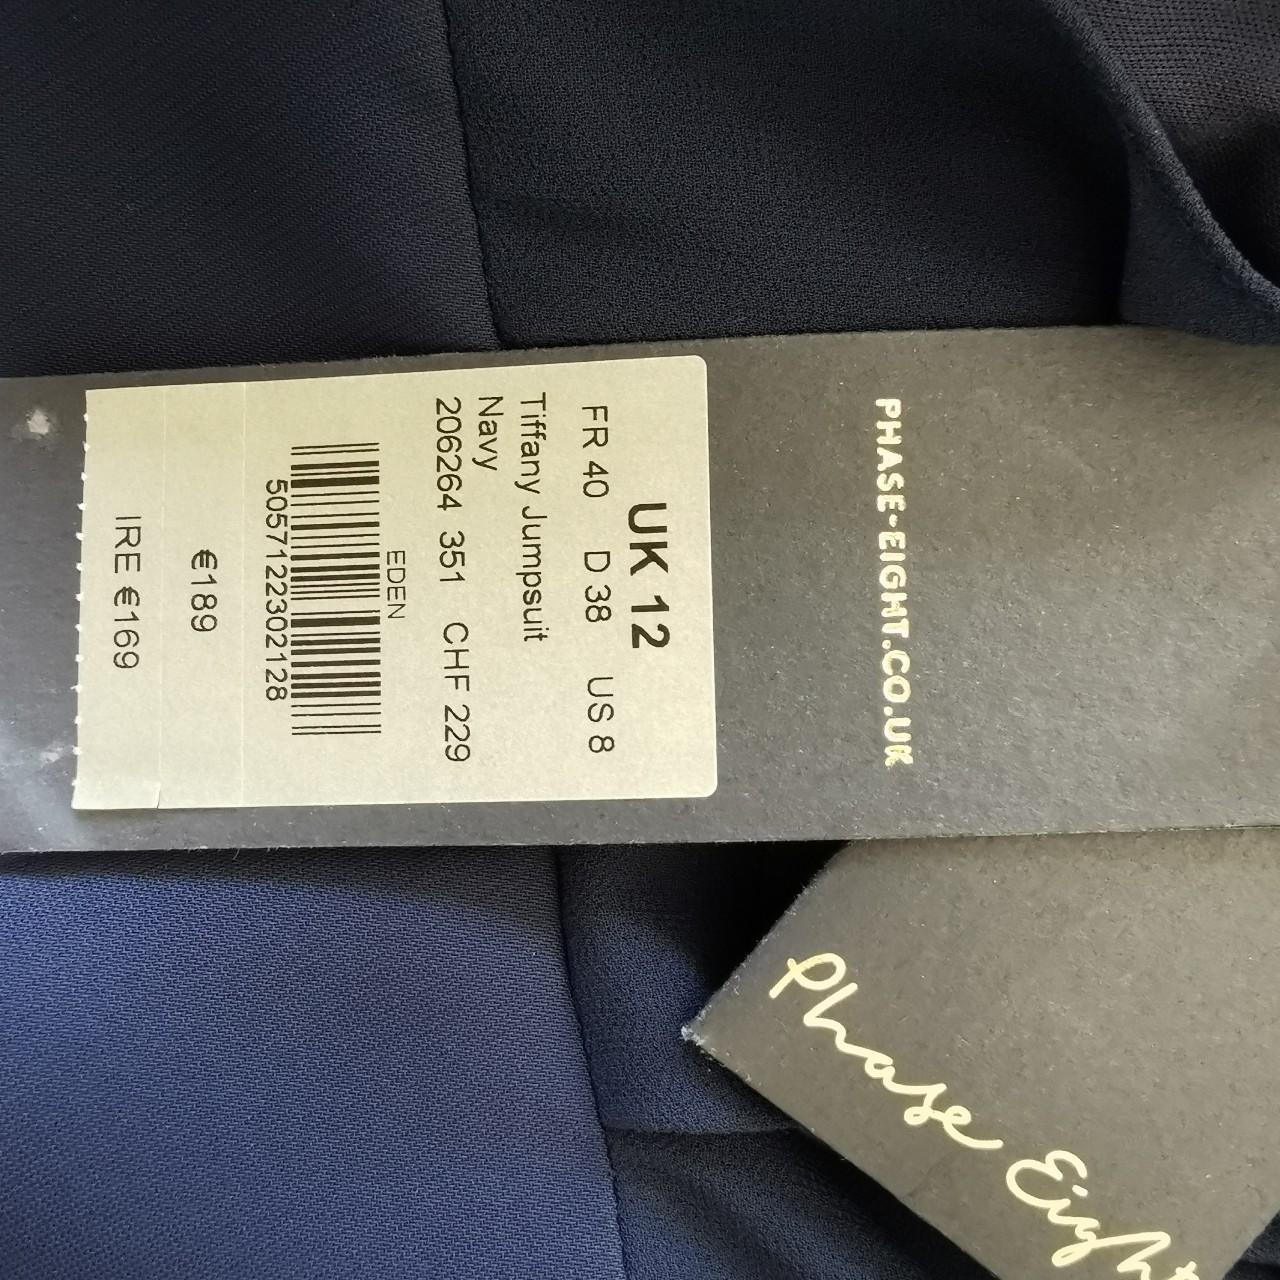 PHASE-EIGHT.CO.UK
UK 12
FR 40 D 38 US 8
Tiffany Jumpsuit
Navy
206264 351 CHF 229
EDEN
5057122302128
€189
IRE €169
Phase Eight